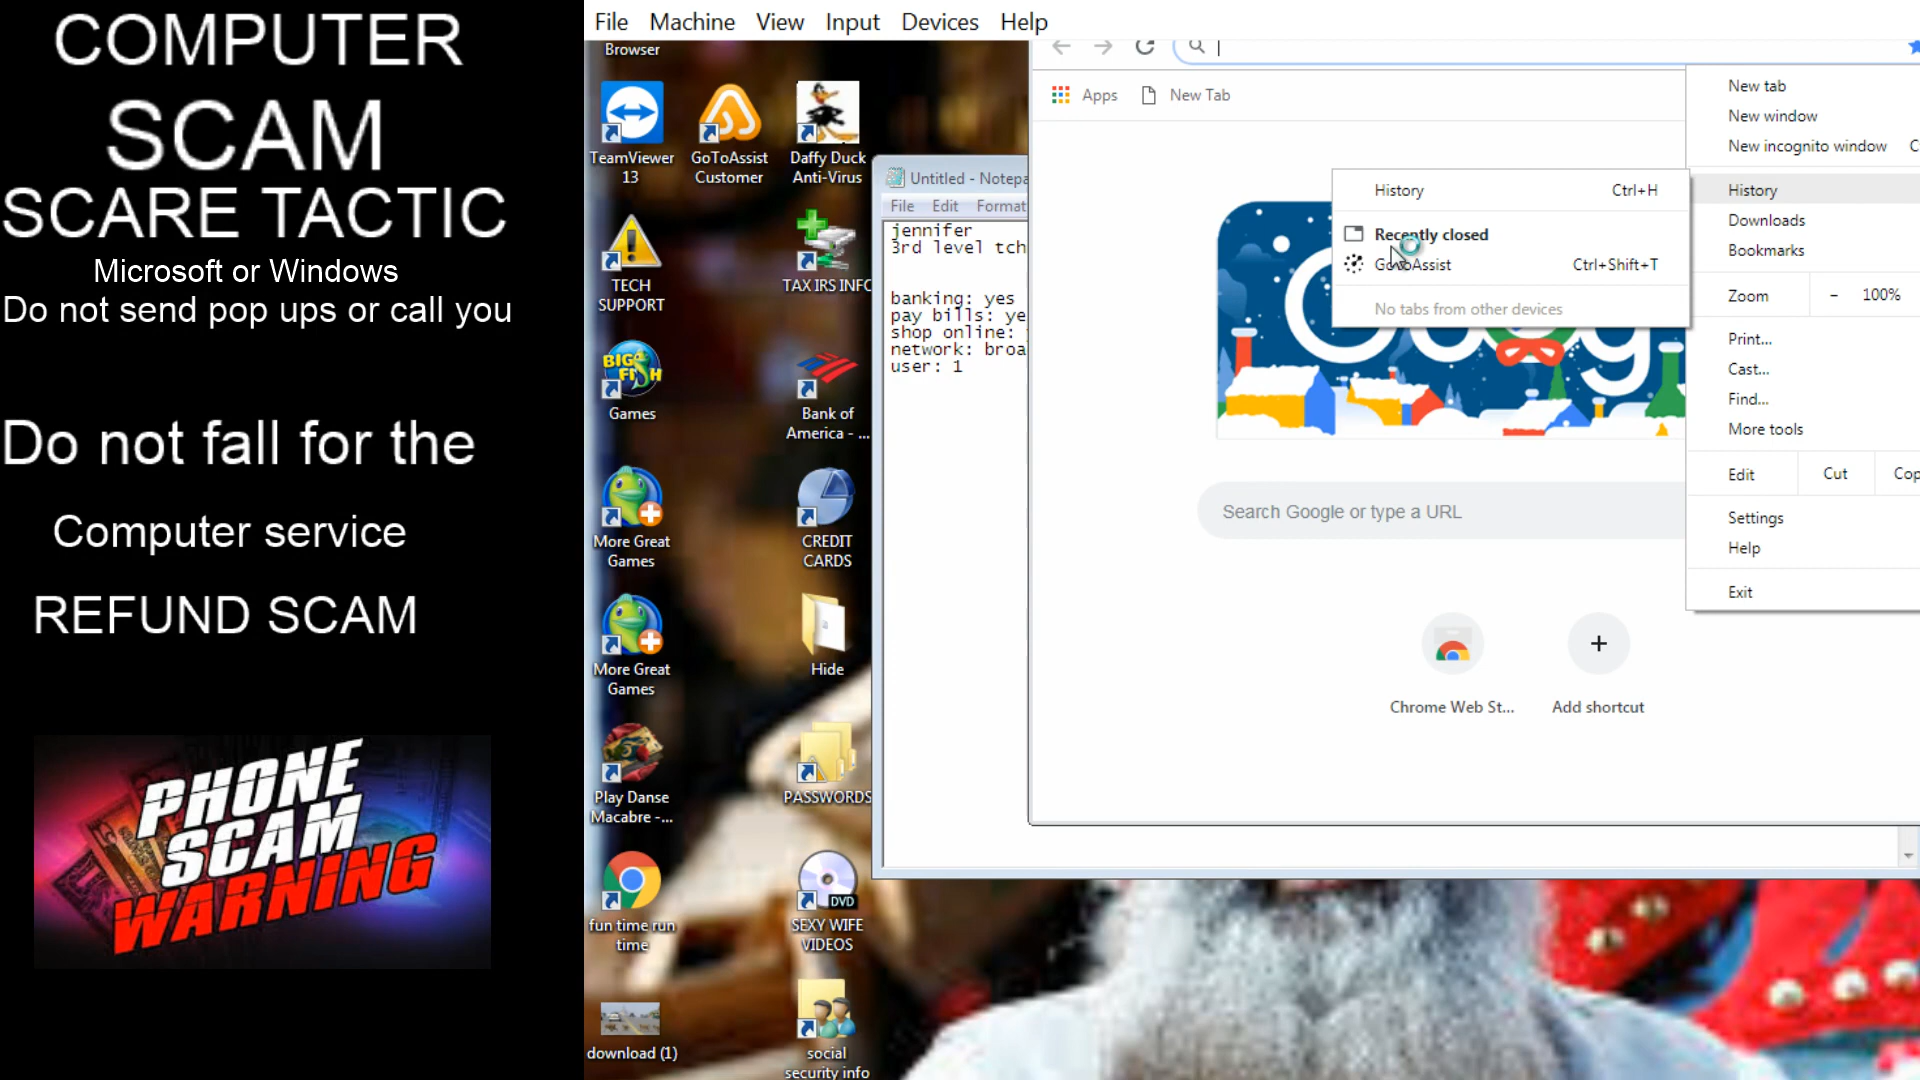 COMPUTER
SCAM
SCARE TACTIC
Microsoft or Windows
Do not send pop ups or call you
Do not fall for the
Computer service
REFUND SCAM
PHONE
SCAM
WARNING
File Machine View Input Devices Help
Browser
TeamViewer
13
GoToAssist
Customer
Daffy Duck
Anti-Virus
TECH
SUPPORT
TAX IRS INFO
BIG FISH
Games
Bank of
America - ...
More Great
Games
CREDIT
CARDS
More Great
Games
Hide
Play Danse
Macabre -...
PASSWORDS
fun time run
time
DVD
SEXY WIFE
VIDEOS
download (1)
social
security info
Untitled - Notepa
File Edit Format
jennifer
3rd level tch
banking: yes
pay bills: ye
shop online:
network: broa
user: 1
Apps New Tab
History Ctrl+H
Recently closed
GoToAssist Ctrl+Shift+T
No tabs from other devices
Search Google or type a URL
Chrome Web St...
Add shortcut
New tab
New window
New incognito window C
History
Downloads
Bookmarks
Zoom - 100%
Print...
Cast...
Find...
More tools
Edit Cut Cop
Settings
Help
Exit